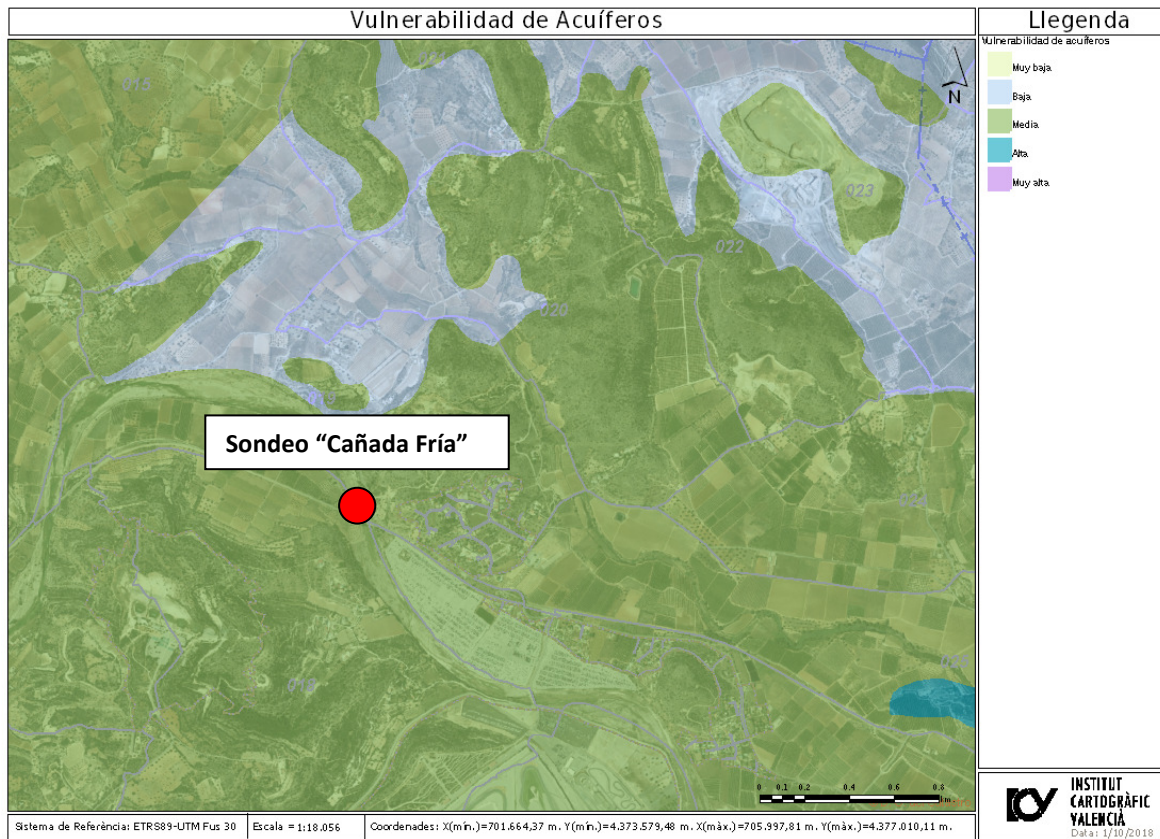 Vulnerabilidad de Acuíferos
Llegenda
Vulnerabilidad de acuíferos
Muy baja
Baja
Media
Alta
Muy alta
N
015
021
023
022
020
019
Sondeo “Cañada Fría”
018
0 0.1 0.2 0.4 0.6 0.8
km.
Sistema de Referència: ETRS89-UTM Fus 30
Escala = 1:18.056
Coordenades: X(mín.)=701.664,37 m. Y(mín.)=4.373.579,48 m. X(màx.)=705.997,81 m. Y(màx.)=4.377.010,11 m.
INSTITUT
CARTOGRÀFIC
VALENCIÀ
Data: 1/10/2018